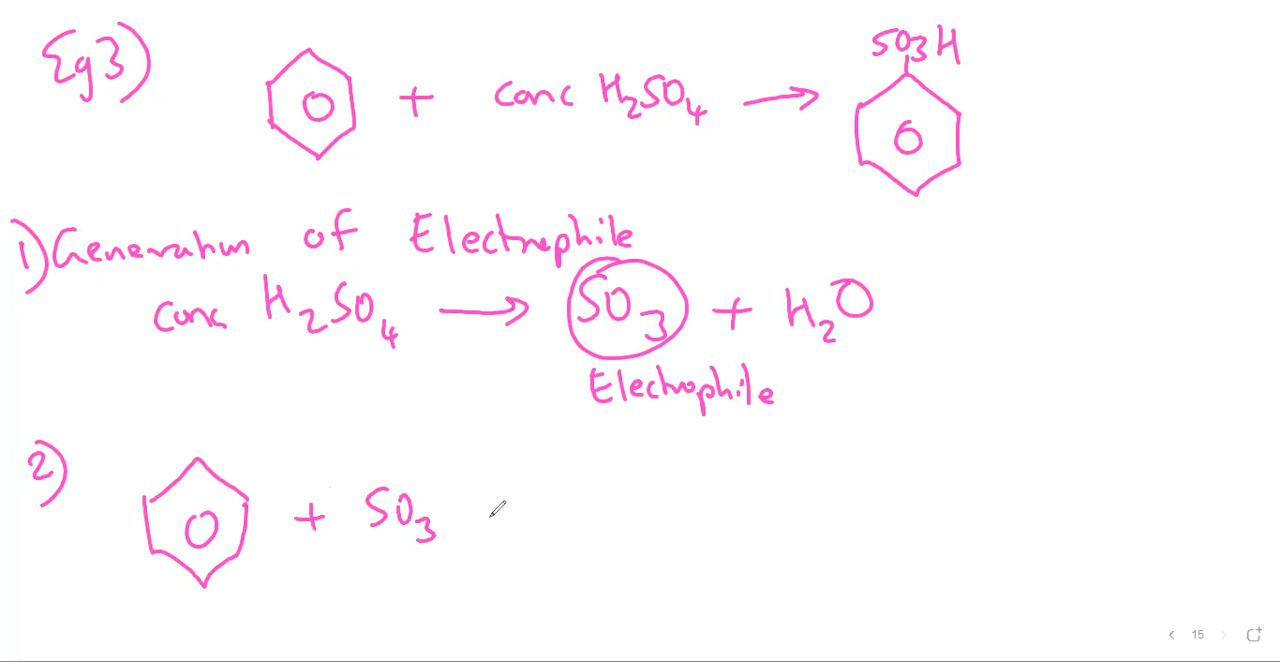 Eg3) + conc H₂SO₄ → SO₃H
1) Generation of Electrophile
conc H₂SO₄ → SO₃ + H₂O
Electrophile
2) + SO₃
15